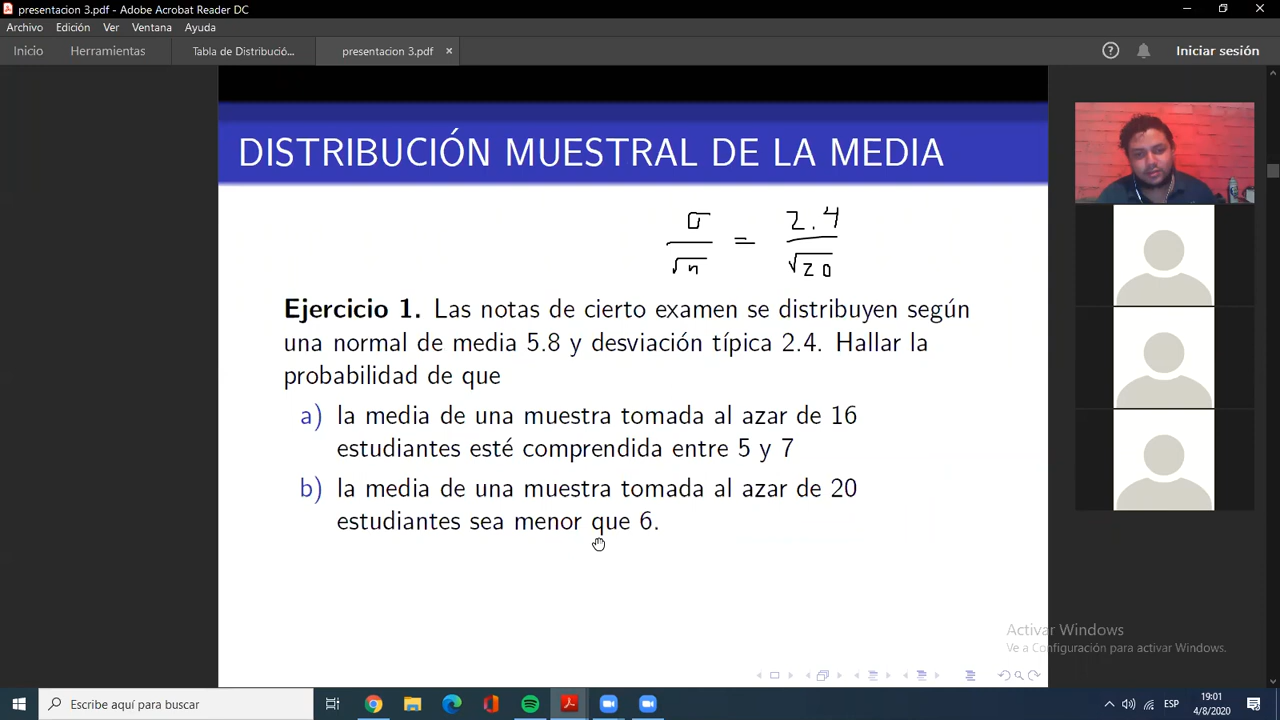 presentacion 3.pdf - Adobe Acrobat Reader DC
Archivo Edición Ver Ventana Ayuda
Inicio Herramientas Tabla de Distribució... presentacion 3.pdf × Iniciar sesión
DISTRIBUCIÓN MUESTRAL DE LA MEDIA
σ/√n = 2.4/√20
Ejercicio 1. Las notas de cierto examen se distribuyen según
una normal de media 5.8 y desviación típica 2.4. Hallar la
probabilidad de que
a) la media de una muestra tomada al azar de 16
estudiantes esté comprendida entre 5 y 7
b) la media de una muestra tomada al azar de 20
estudiantes sea menor que 6.
Activar Windows
Ve a Configuración para activar Windows.
Escribe aquí para buscar
ESP
19:01
4/8/2020